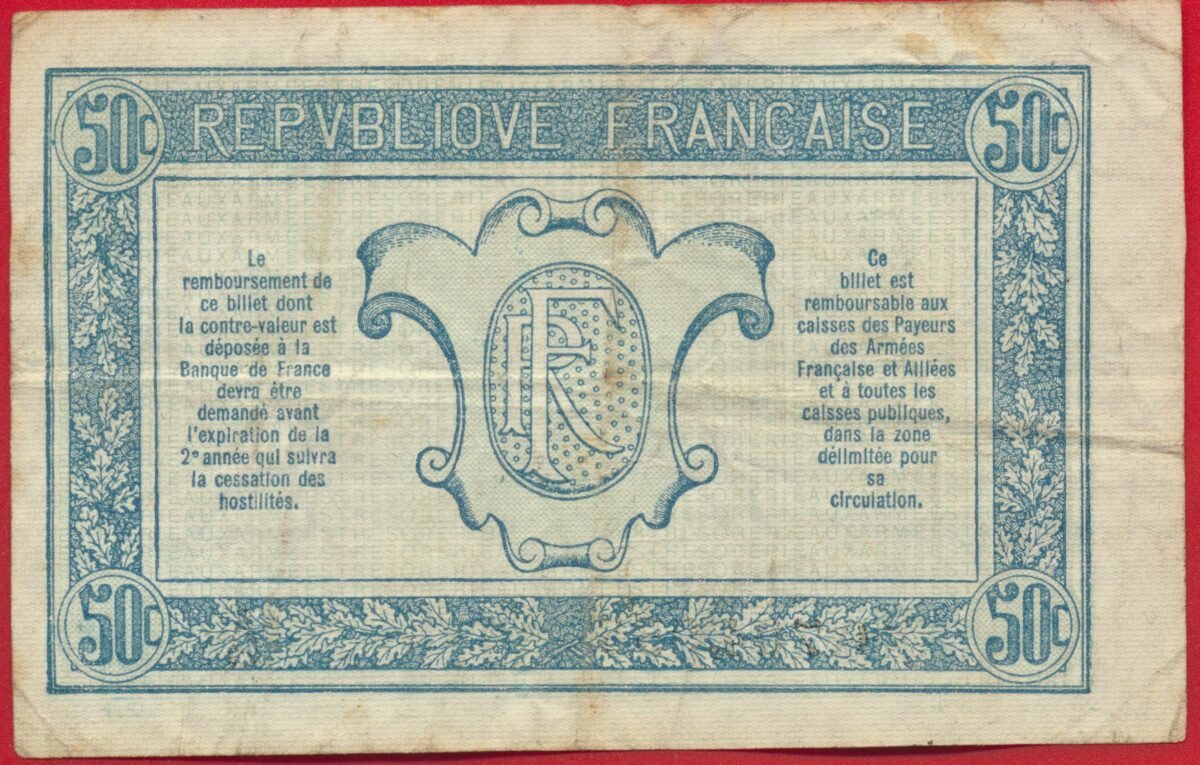 50c REPVBLIQVE FRANCAISE 50c
Le
remboursement de
ce billet dont
la contre-valeur est
déposée à la
Banque de France
devra être
demandé avant
l'expiration de la
2e année qui suivra
la cessation des
hostilités.
RF
Ce
billet est
remboursable aux
caisses des Payeurs
des Armées
Française et Alliées
et à toutes les
caisses publiques,
dans la zone
délimitée pour
sa
circulation.
50c 50c